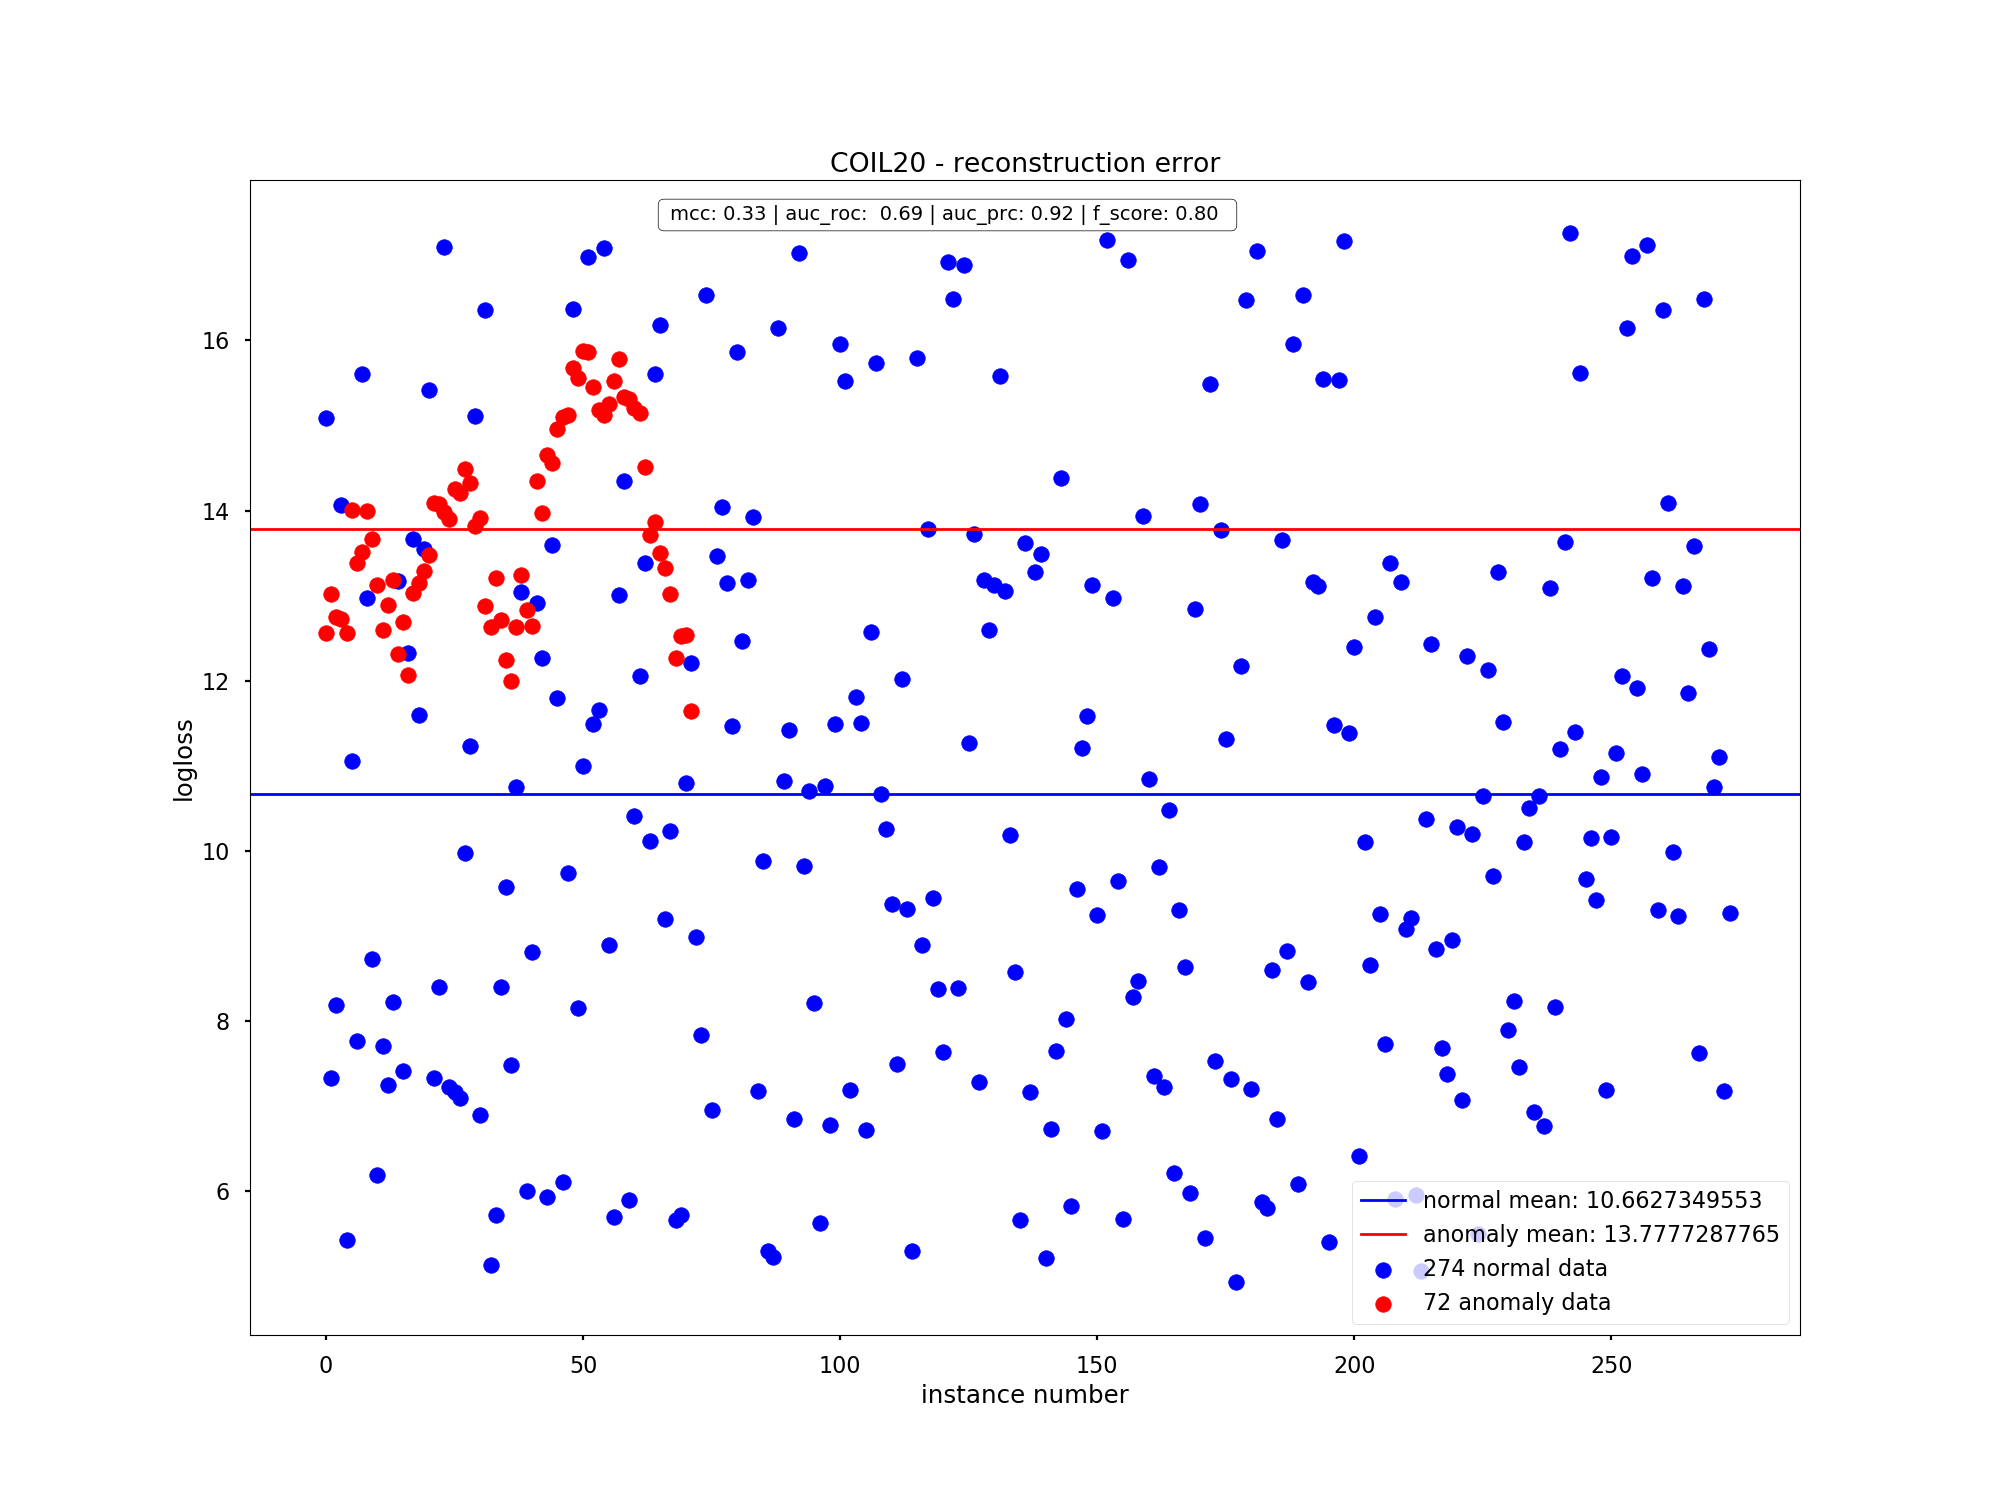 COIL20 - reconstruction error
mcc: 0.33 | auc_roc:  0.69 | auc_prc: 0.92 | f_score: 0.80
16
14
12
10
8
6
logloss
0
50
100
150
200
250
instance number
normal mean: 10.6627349553
anomaly mean: 13.7777287765
274 normal data
72 anomaly data